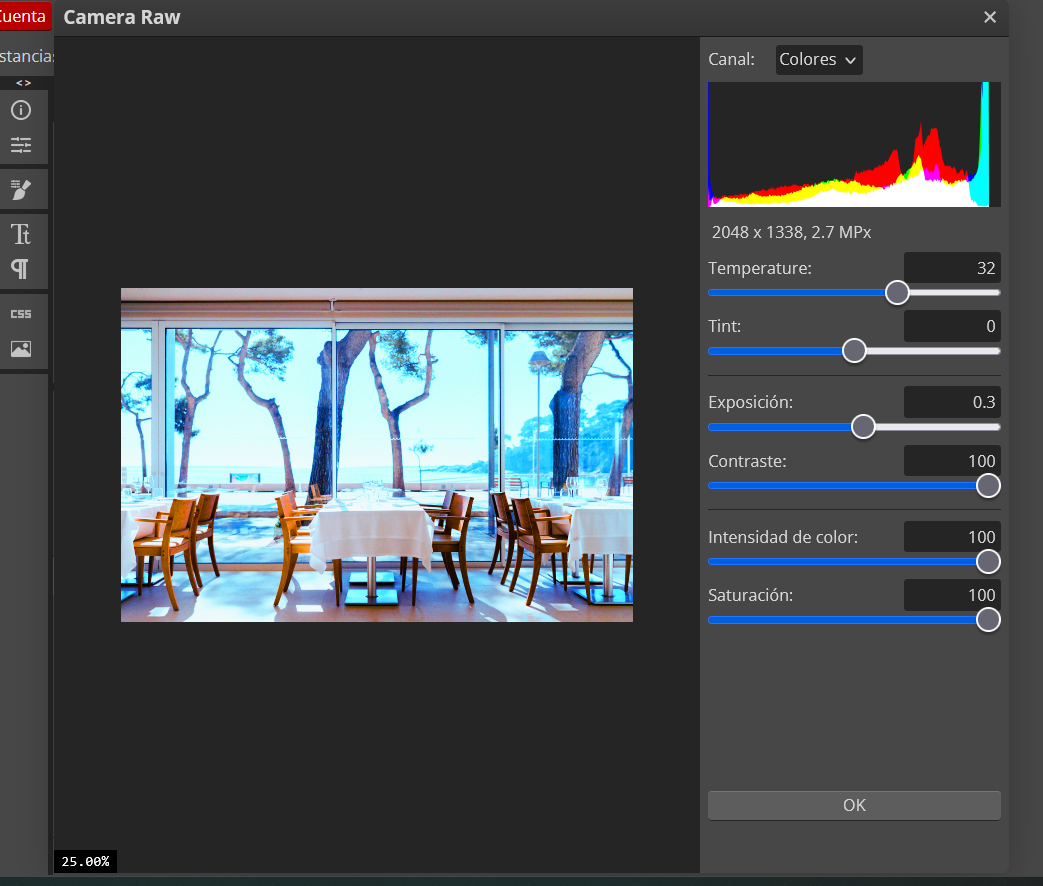 Cuenta
Camera Raw
stancias
Canal:
Colores
2048 x 1338, 2.7 MPx
Temperature:
32
Tint:
0
Exposición:
0.3
Contraste:
100
Intensidad de color:
100
Saturación:
100
CSS
OK
25.00%